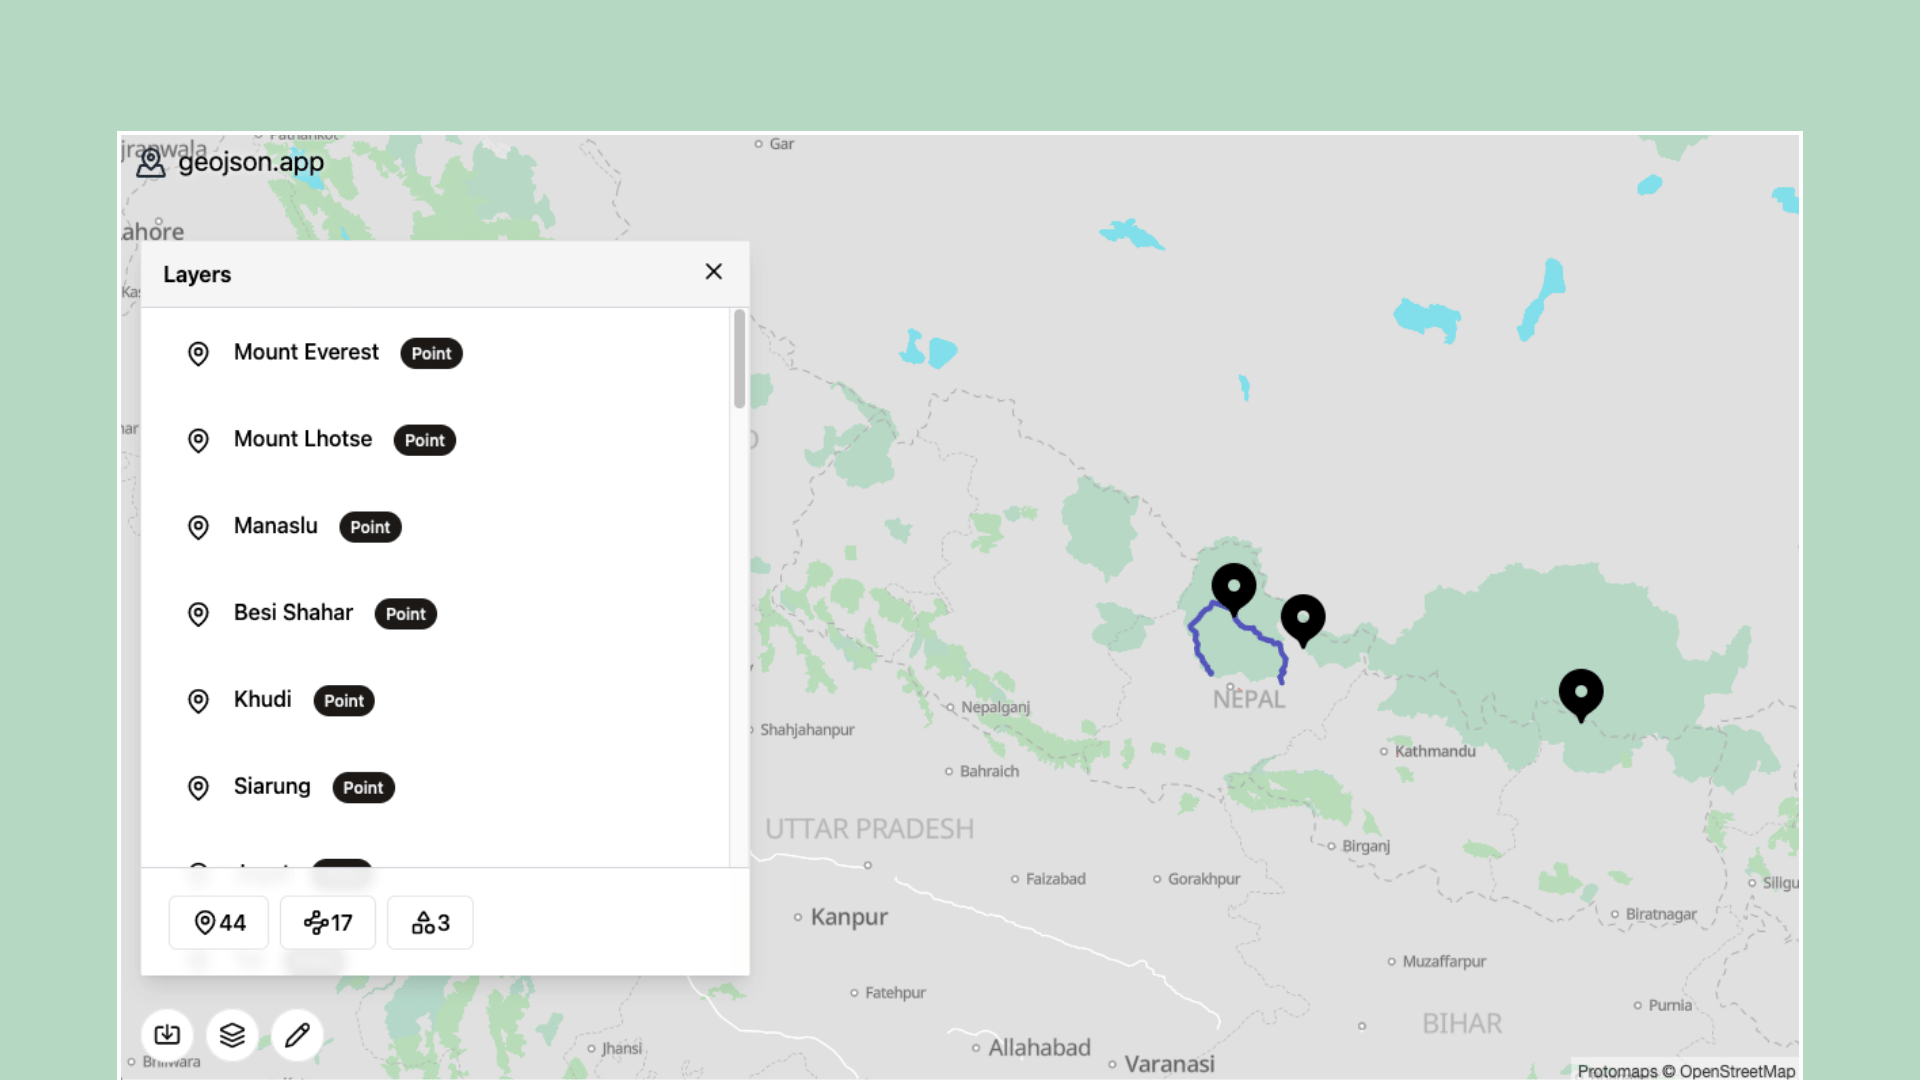 Pathankot
Gar
jranwala
geojson.app
ahore
Layers
Mount Everest Point
Mount Lhotse Point
Manaslu Point
Besi Shahar Point
Khudi Point
Siarung Point
44 17 3
NEPAL
Nepalganj
Shahjahanpur
Kathmandu
Bahraich
UTTAR PRADESH
Birganj
Faizabad
Gorakhpur
Siligu
Kanpur
Biratnagar
Muzaffarpur
Fatehpur
Purnia
BIHAR
Jhansi
Allahabad
Bhilwara
Varanasi
Protomaps © OpenStreetMap